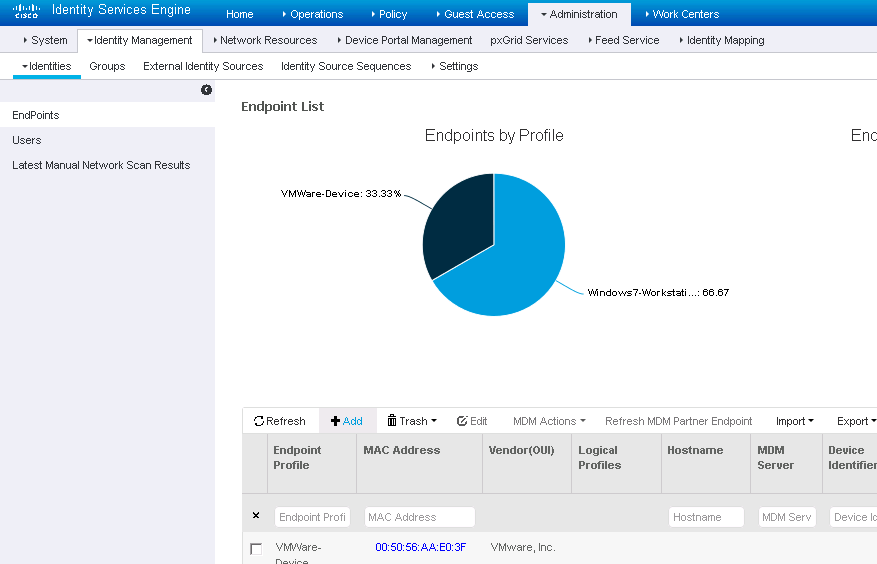 CISCO Identity Services Engine Home Operations Policy Guest Access Administration Work Centers
System Identity Management Network Resources Device Portal Management pxGrid Services Feed Service Identity Mapping
Identities Groups External Identity Sources Identity Source Sequences Settings
EndPoints
Users
Latest Manual Network Scan Results
Endpoint List
Endpoints by Profile
VMWare-Device: 33.33%
Windows7-Workstati...: 66.67
Refresh Add Trash Edit MDM Actions Refresh MDM Partner Endpoint Import Export
Endpoint Profile MAC Address Vendor(OUI) Logical Profiles Hostname MDM Server Device Identifier
Endpoint Profi MAC Address Hostname MDM Serv Device Id
VMWare-Device 00:50:56:AA:E0:3F VMware, Inc.